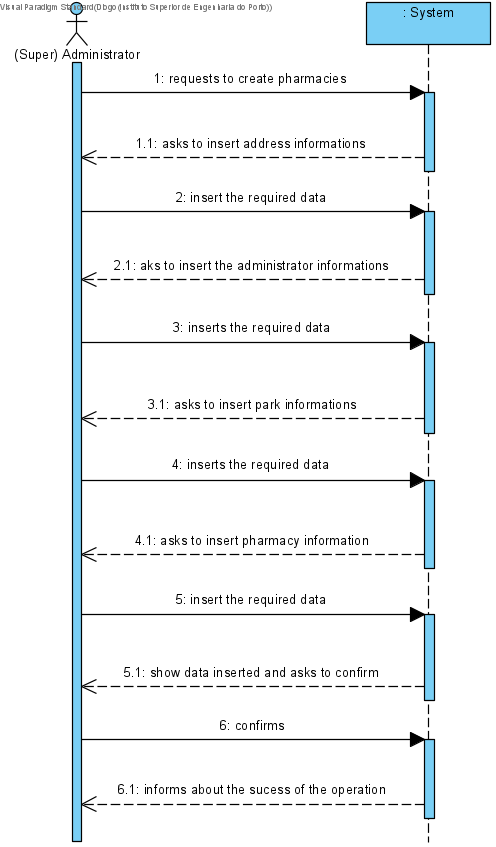 Visual Paradigm Standard(Diogo(Instituto Superior de Engenharia do Porto))
: System
(Super) Administrator
1: requests to create pharmacies
1.1: asks to insert address informations
2: insert the required data
2.1: aks to insert the administrator informations
3: inserts the required data
3.1: asks to insert park informations
4: inserts the required data
4.1: asks to insert pharmacy information
5: insert the required data
5.1: show data inserted and asks to confirm
6: confirms
6.1: informs about the sucess of the operation